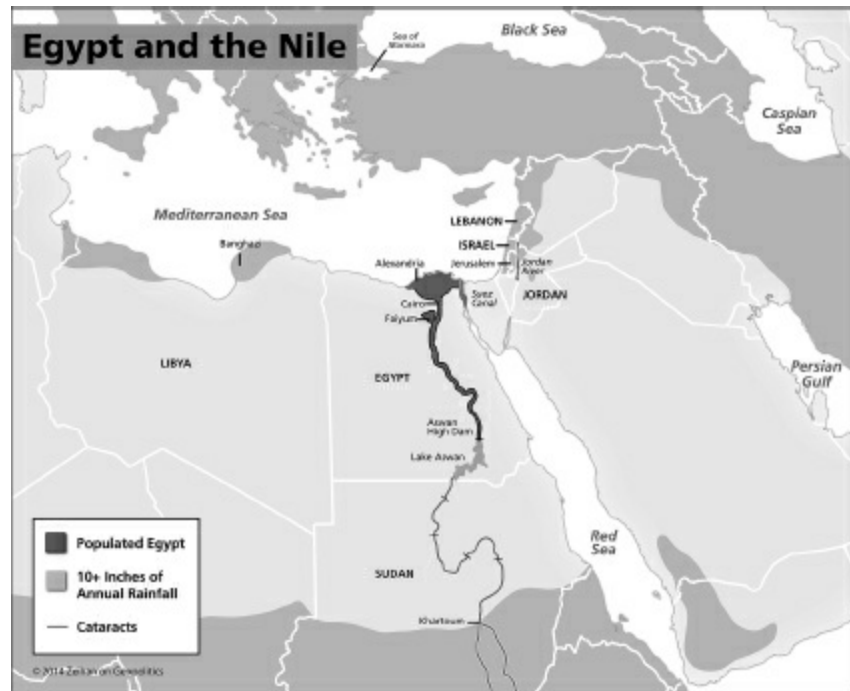 Egypt and the Nile
Sea of
Marmara
Black Sea
Caspian
Sea
Mediterranean Sea
Banghazi
LEBANON
ISRAEL
Alexandria
Jerusalem
Jordan
River
Cairo
Suez
Canal
JORDAN
Faiyum
LIBYA
EGYPT
Persian
Gulf
Aswan
High Dam
Lake Aswan
Red
Sea
SUDAN
Khartoum
Populated Egypt
10+ Inches of
Annual Rainfall
Cataracts
© 2014 Zeihan on Geopolitics